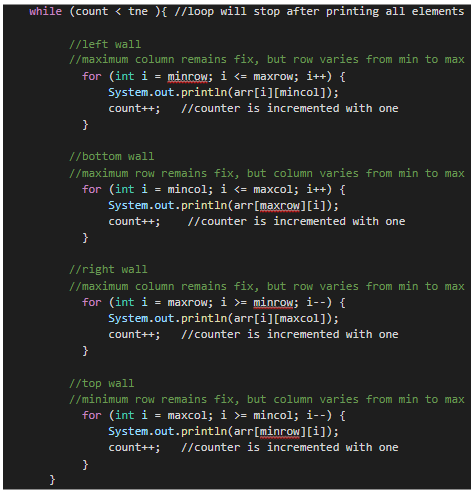 while (count < tne ){ //loop will stop after printing all elements
//left wall
//maximum column remains fix, but row varies from min to max
for (int i = minrow; i <= maxrow; i++) {
System.out.println(arr[i][mincol]);
count++;   //counter is incremented with one
}
//bottom wall
//maximum row remains fix, but column varies from min to max
for (int i = mincol; i <= maxcol; i++) {
System.out.println(arr[maxrow][i]);
count++;    //counter is incremented with one
}
//right wall
//maximum column remains fix, but row varies from min to max
for (int i = maxrow; i >= minrow; i--) {
System.out.println(arr[i][maxcol]);
count++;   //counter is incremented with one
}
//top wall
//minimum row remains fix, but column varies from min to max
for (int i = maxcol; i >= mincol; i--) {
System.out.println(arr[minrow][i]);
count++;   //counter is incremented with one
}
}